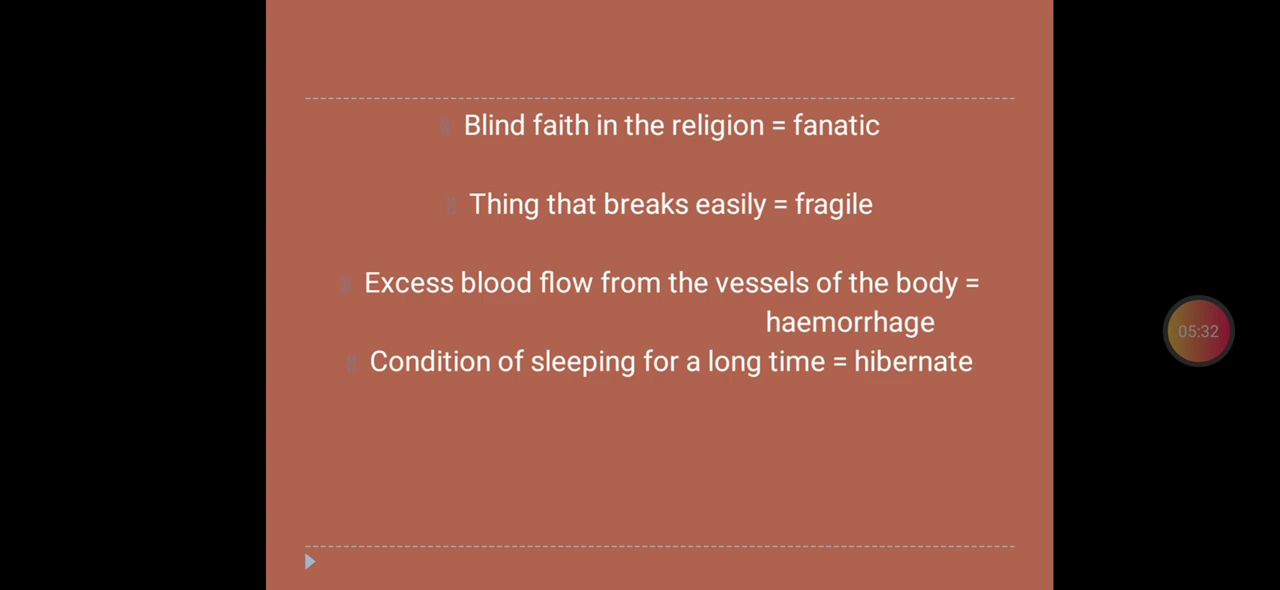 Blind faith in the religion = fanatic
Thing that breaks easily = fragile
Excess blood flow from the vessels of the body =
haemorrhage
05:32
Condition of sleeping for a long time = hibernate